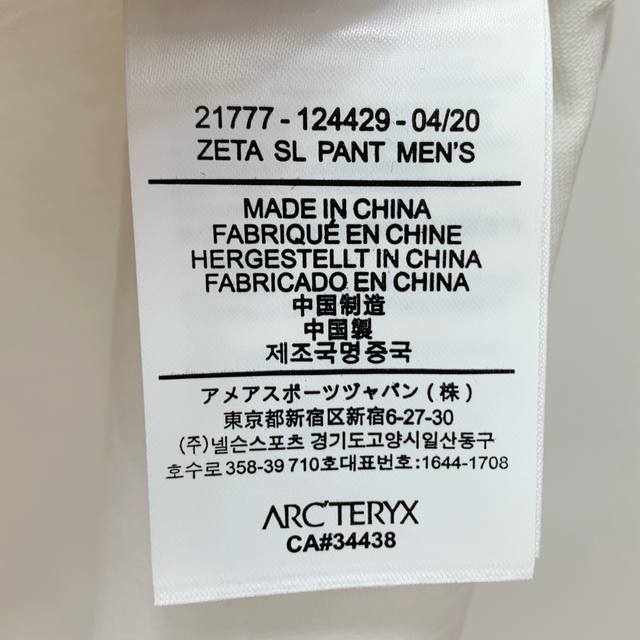 21777 - 124429 - 04/20
ZETA SL PANT MEN'S
MADE IN CHINA
FABRIQUÉ EN CHINE
HERGESTELLT IN CHINA
FABRICADO EN CHINA
中国制造
中国製
제조국명 중국
アメアスポーツヅャパン ( 株 )
東京都新宿区新宿6-27-30
(주)넬슨스포츠 경기도고양시일산동구
호수로 358-39 710호대표번호:1644-1708
ARC'TERYX
CA#34438